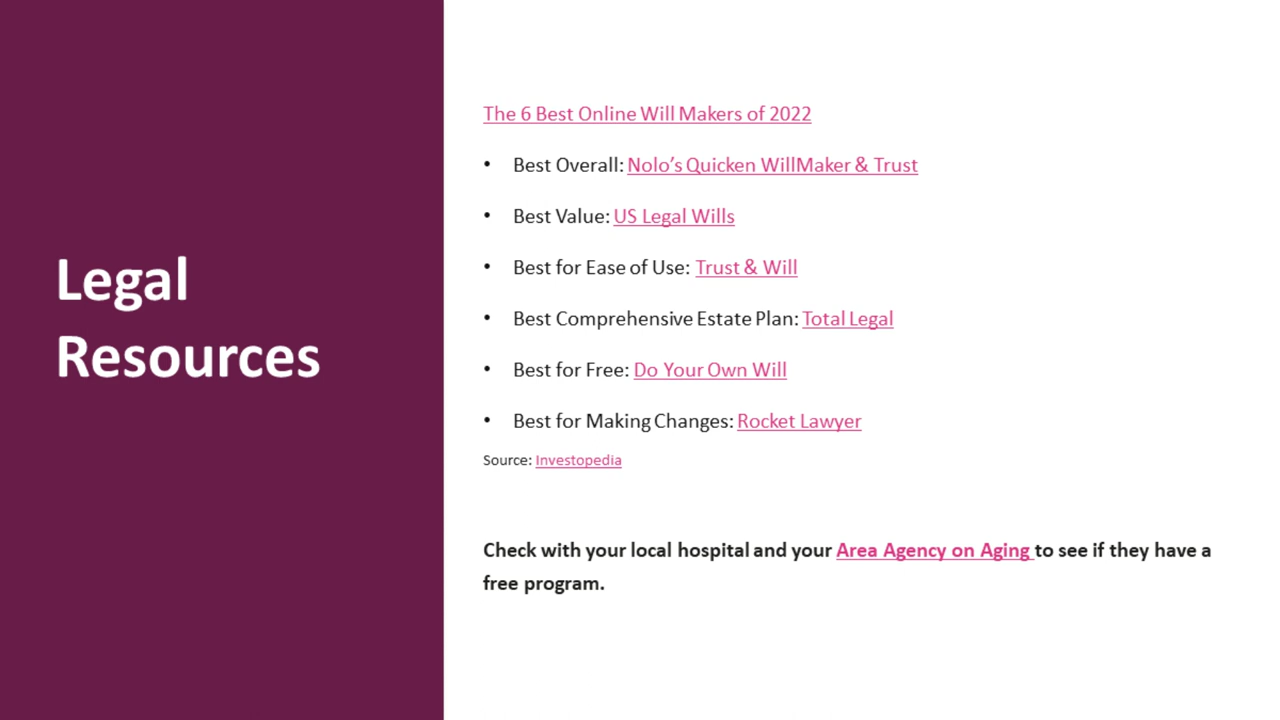 Legal
Resources
The 6 Best Online Will Makers of 2022
• Best Overall: Nolo’s Quicken WillMaker & Trust
• Best Value: US Legal Wills
• Best for Ease of Use: Trust & Will
• Best Comprehensive Estate Plan: Total Legal
• Best for Free: Do Your Own Will
• Best for Making Changes: Rocket Lawyer
Source: Investopedia
Check with your local hospital and your Area Agency on Aging to see if they have a
free program.